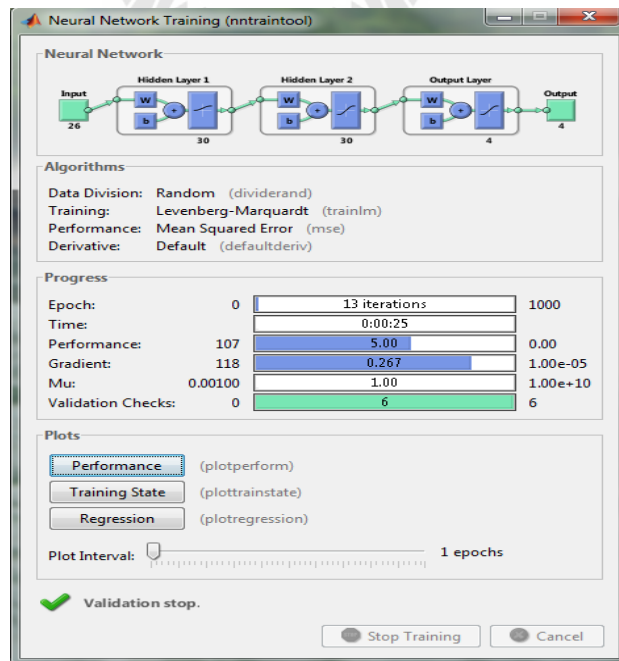 Neural Network Training (nntraintool)
Neural Network
Hidden Layer 1 Hidden Layer 2 Output Layer
Input Output
W W W
+ + +
b b b
26 30 30 4 4
Algorithms
Data Division: Random (dividerand)
Training: Levenberg-Marquardt (trainlm)
Performance: Mean Squared Error (mse)
Derivative: Default (defaultderiv)
Progress
Epoch: 0 13 iterations 1000
Time: 0:00:25
Performance: 107 5.00 0.00
Gradient: 118 0.267 1.00e-05
Mu: 0.00100 1.00 1.00e+10
Validation Checks: 0 6 6
Plots
Performance (plotperform)
Training State (plottrainstate)
Regression (plotregression)
Plot Interval: 1 epochs
Validation stop.
Stop Training Cancel